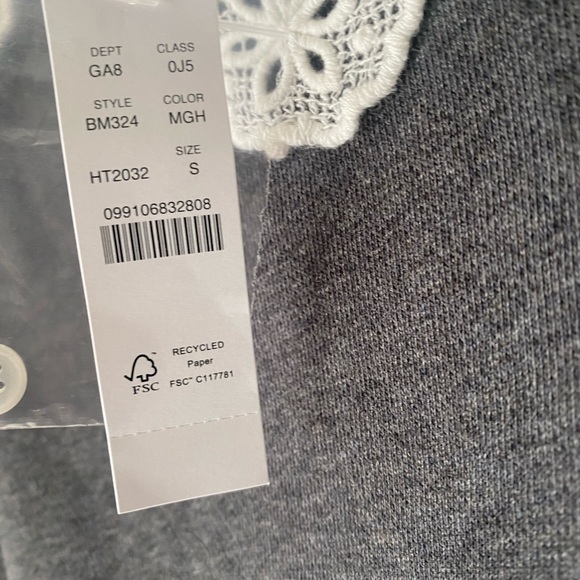 DEPT CLASS
GA8 0J5
STYLE COLOR
BM324 MGH
SIZE
HT2032 S
099106832808
RECYCLED
Paper
FSC™ C117781
FSC